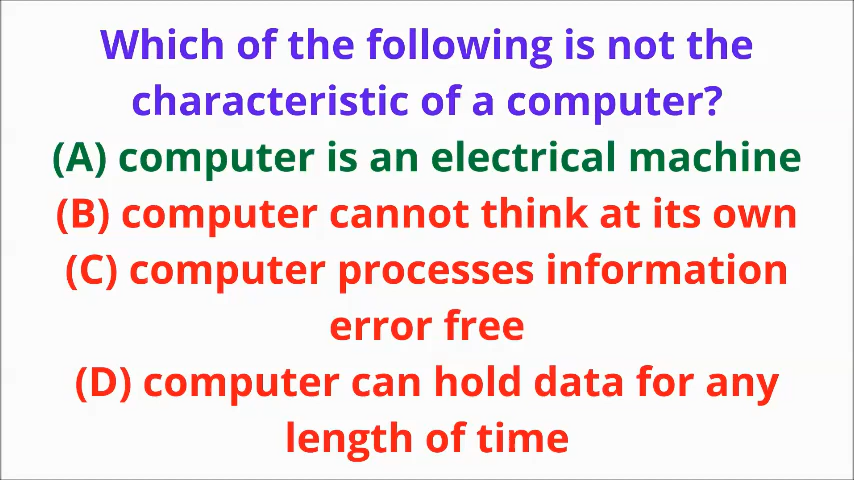 Which of the following is not the
characteristic of a computer?
(A) computer is an electrical machine
(B) computer cannot think at its own
(C) computer processes information
error free
(D) computer can hold data for any
length of time